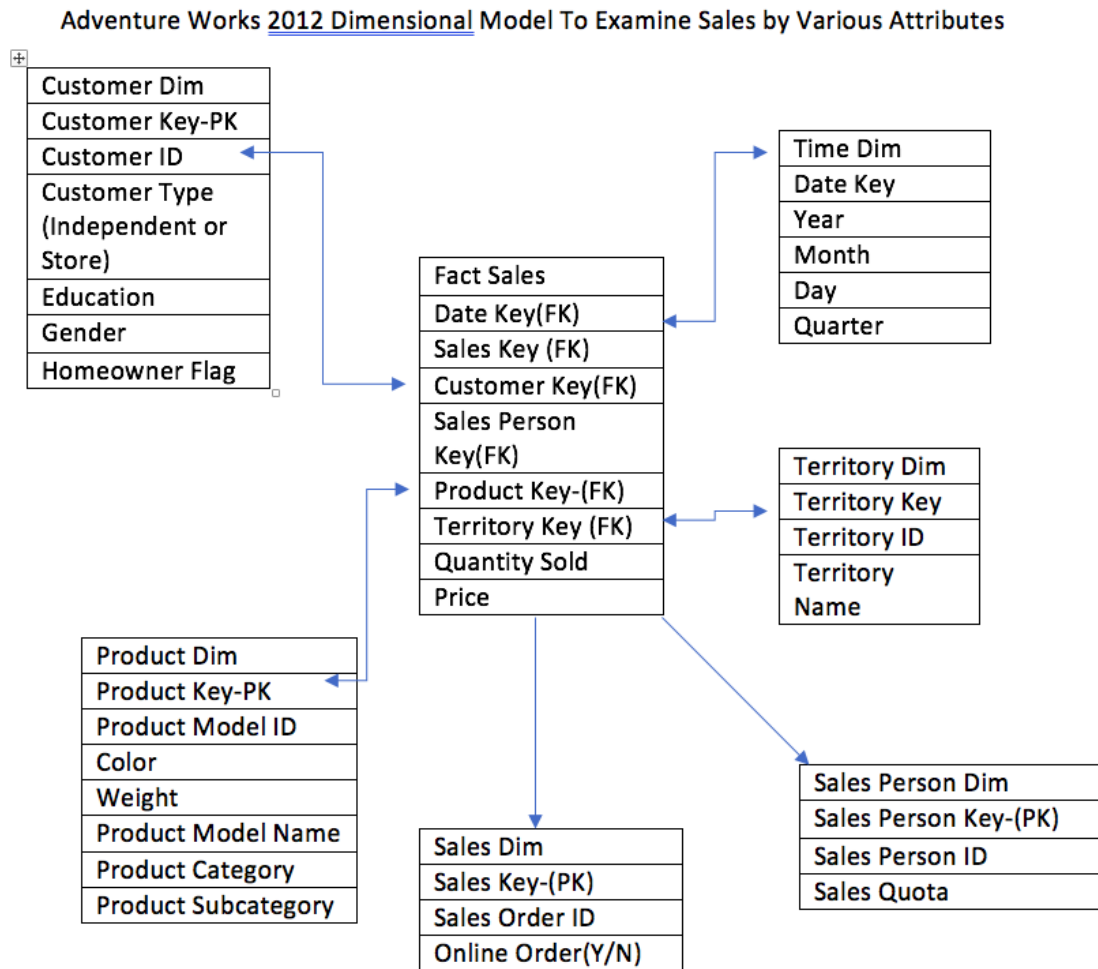 Adventure Works 2012 Dimensional Model To Examine Sales by Various Attributes
Customer Dim
Customer Key-PK
Customer ID
Customer Type
(Independent or
Store)
Education
Gender
Homeowner Flag
Time Dim
Date Key
Year
Month
Day
Quarter
Fact Sales
Date Key(FK)
Sales Key (FK)
Customer Key(FK)
Sales Person
Key(FK)
Product Key-(FK)
Territory Key (FK)
Quantity Sold
Price
Territory Dim
Territory Key
Territory ID
Territory
Name
Product Dim
Product Key-PK
Product Model ID
Color
Weight
Product Model Name
Product Category
Product Subcategory
Sales Dim
Sales Key-(PK)
Sales Order ID
Online Order(Y/N)
Sales Person Dim
Sales Person Key-(PK)
Sales Person ID
Sales Quota